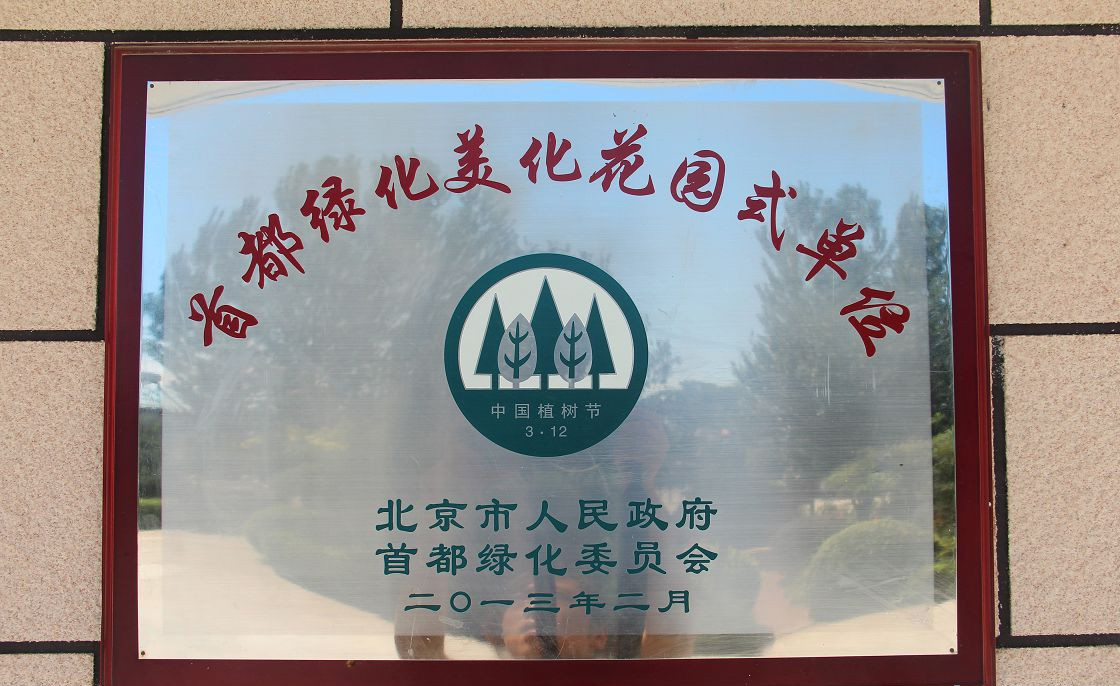 首都绿化美化花园式单位
中国植树节
3·12
北京市人民政府
首都绿化委员会
二〇一三年二月